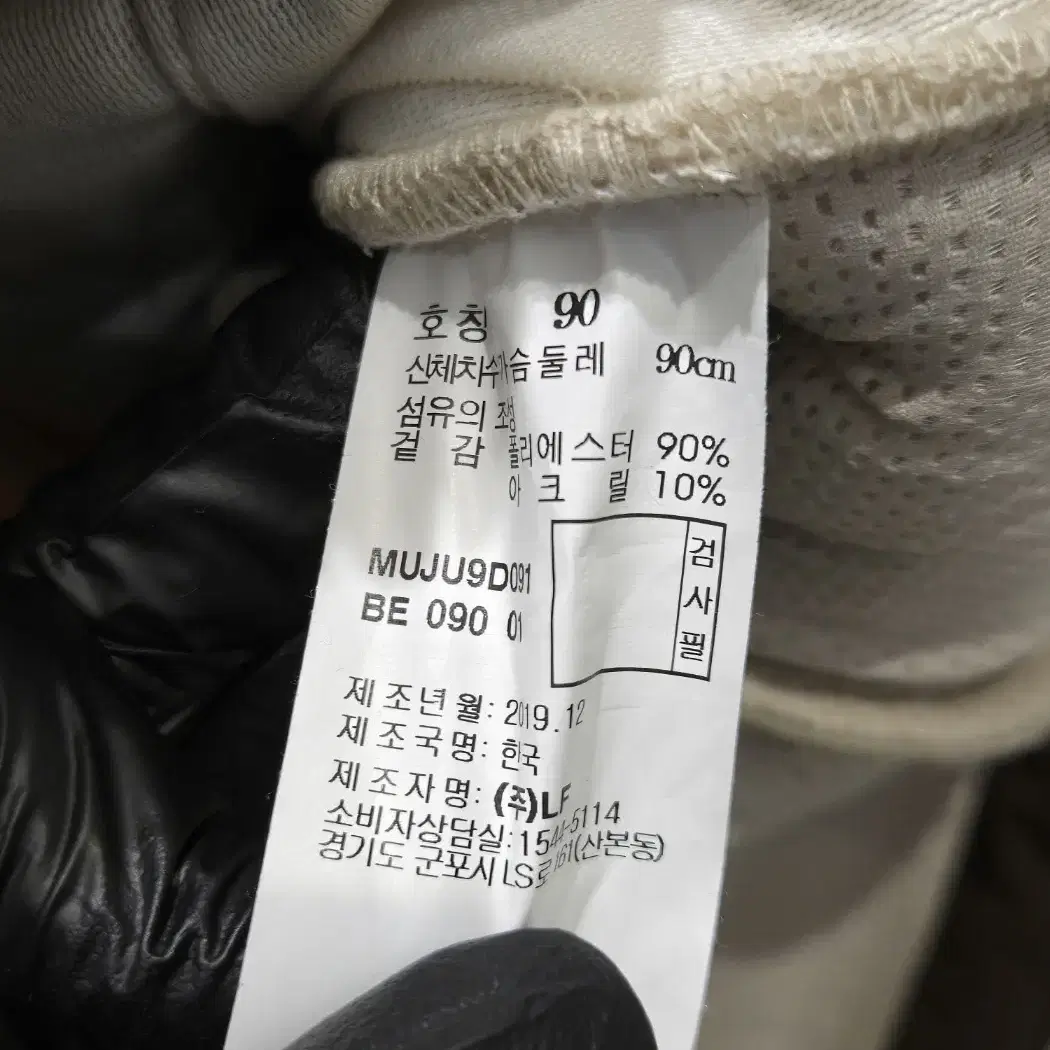 호칭 90
신체치수가슴둘레 90cm
섬유의 조성
겉 감 폴리에스터 90%
아 크 릴 10%
MUJU9D091
BE 090 01
검사필
제 조년 월: 2019.12
제 조국 명: 한국
제 조자 명: (주)LF
소비자상담실:1544-5114
경기도 군포시 LS로 161(산본동)